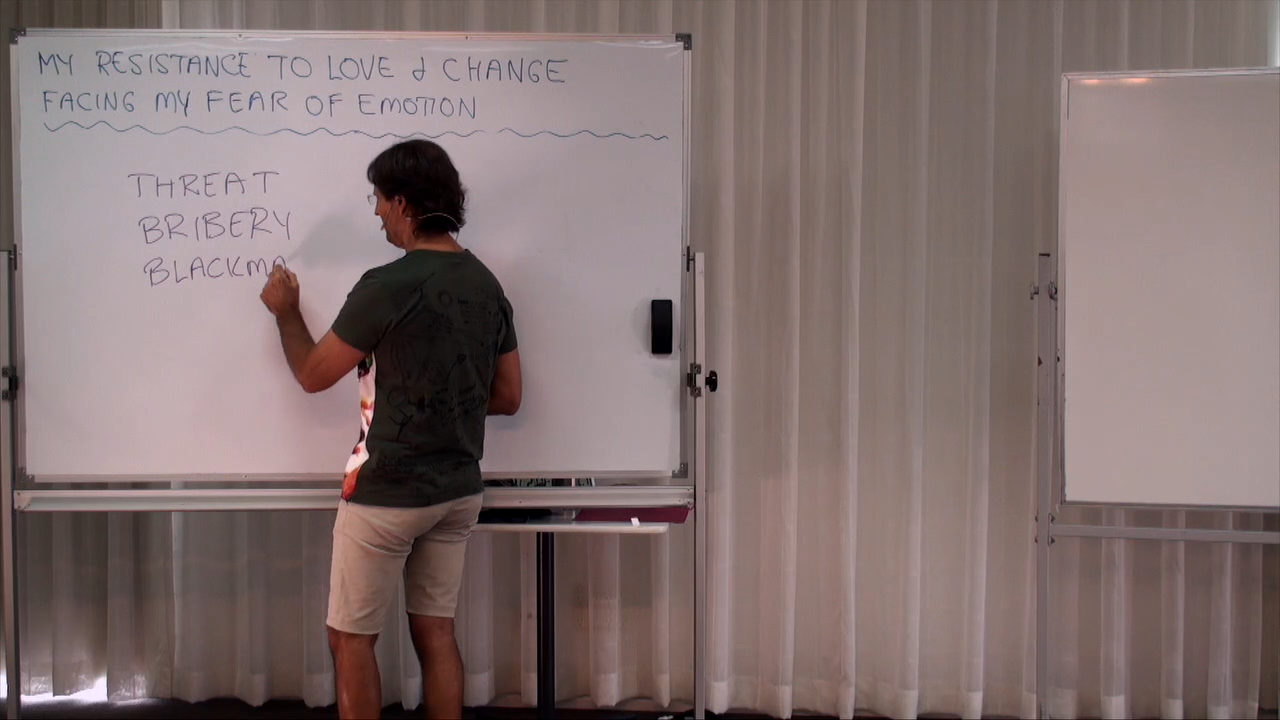 MY RESISTANCE TO LOVE & CHANGE
FACING MY FEAR OF EMOTION
THREAT
BRIBERY
BLACKMA